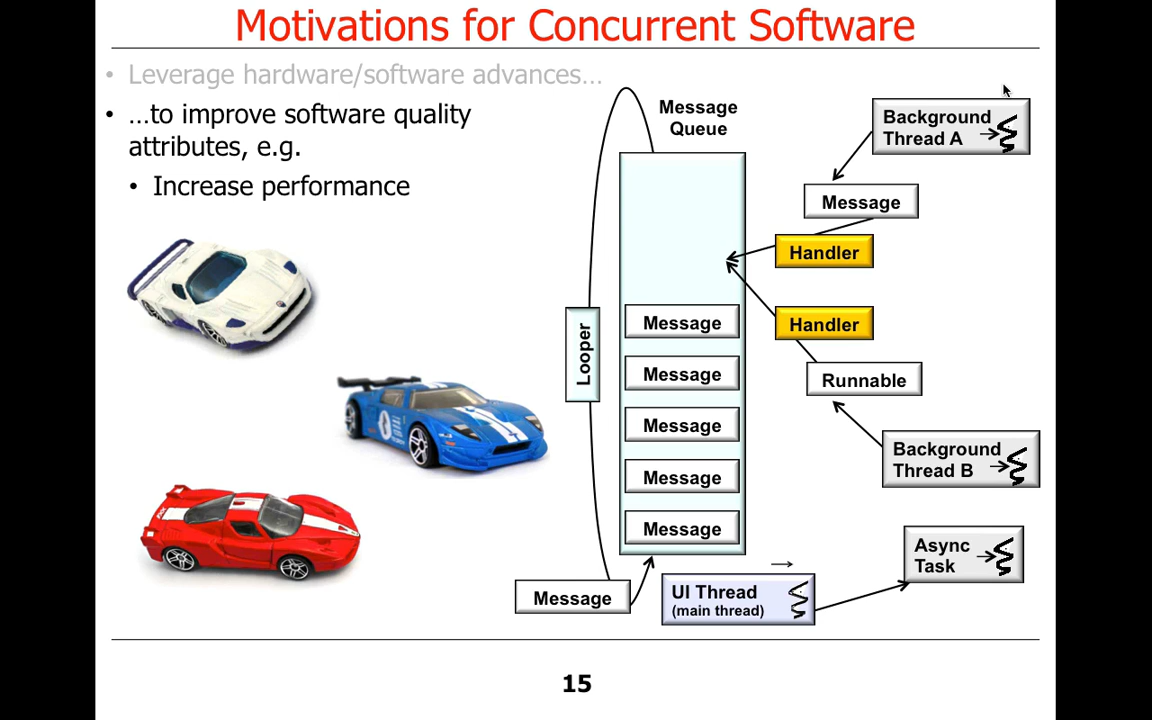 Motivations for Concurrent Software
• Leverage hardware/software advances…
• …to improve software quality
attributes, e.g.
• Increase performance
Message
Queue
Background
Thread A
Message
Handler
Message
Handler
Looper
Message
Runnable
Message
Background
Thread B
Message
Message
Async
Task
Message
UI Thread
(main thread)
15